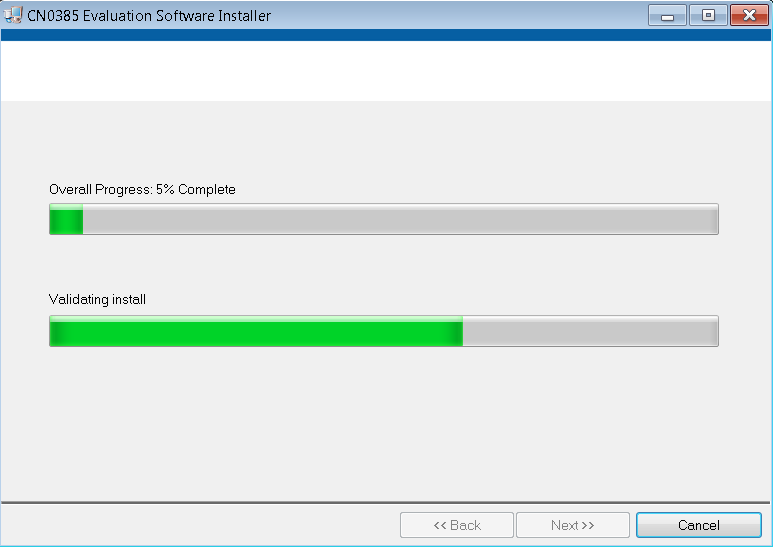 CN0385 Evaluation Software Installer
Overall Progress: 5% Complete
Validating install
<< Back
Next >>
Cancel